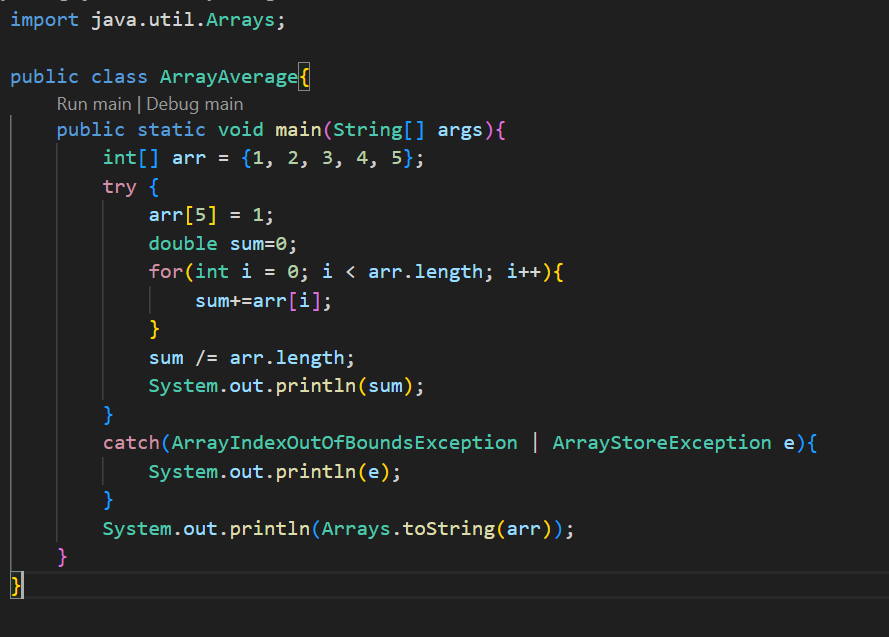 import java.util.Arrays;
public class ArrayAverage{
Run main | Debug main
public static void main(String[] args){
int[] arr = {1, 2, 3, 4, 5};
try {
arr[5] = 1;
double sum=0;
for(int i = 0; i < arr.length; i++){
sum+=arr[i];
}
sum /= arr.length;
System.out.println(sum);
}
catch(ArrayIndexOutOfBoundsException | ArrayStoreException e){
System.out.println(e);
}
System.out.println(Arrays.toString(arr));
}
}